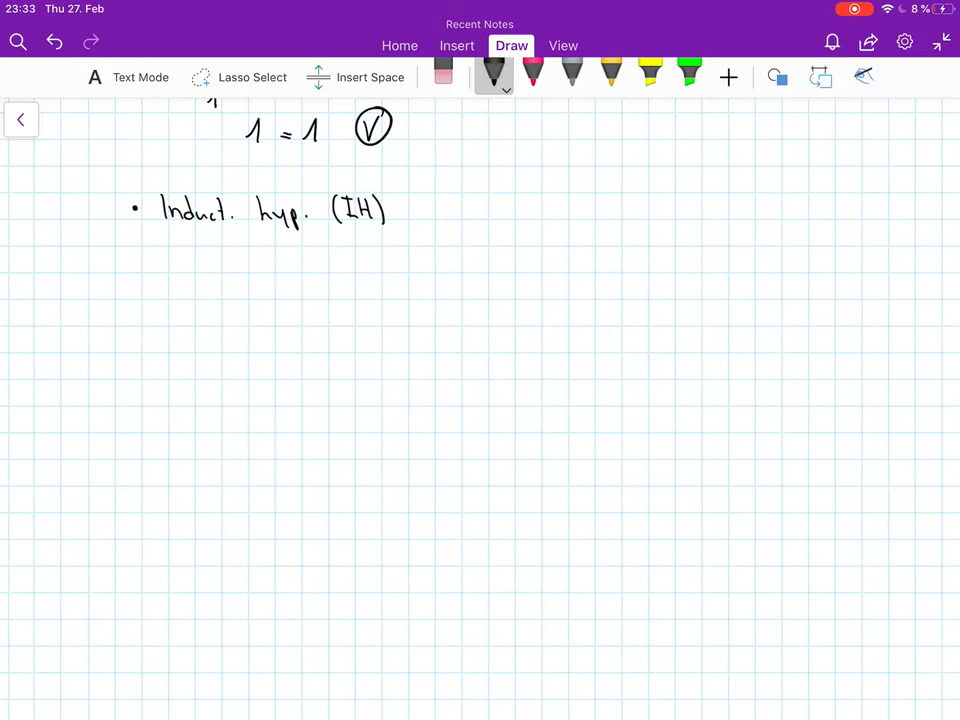 23:33 Thu 27. Feb 8 %
Recent Notes
Home Insert Draw View
A Text Mode Lasso Select Insert Space
1 = 1
• Induct. hyp. (IH)